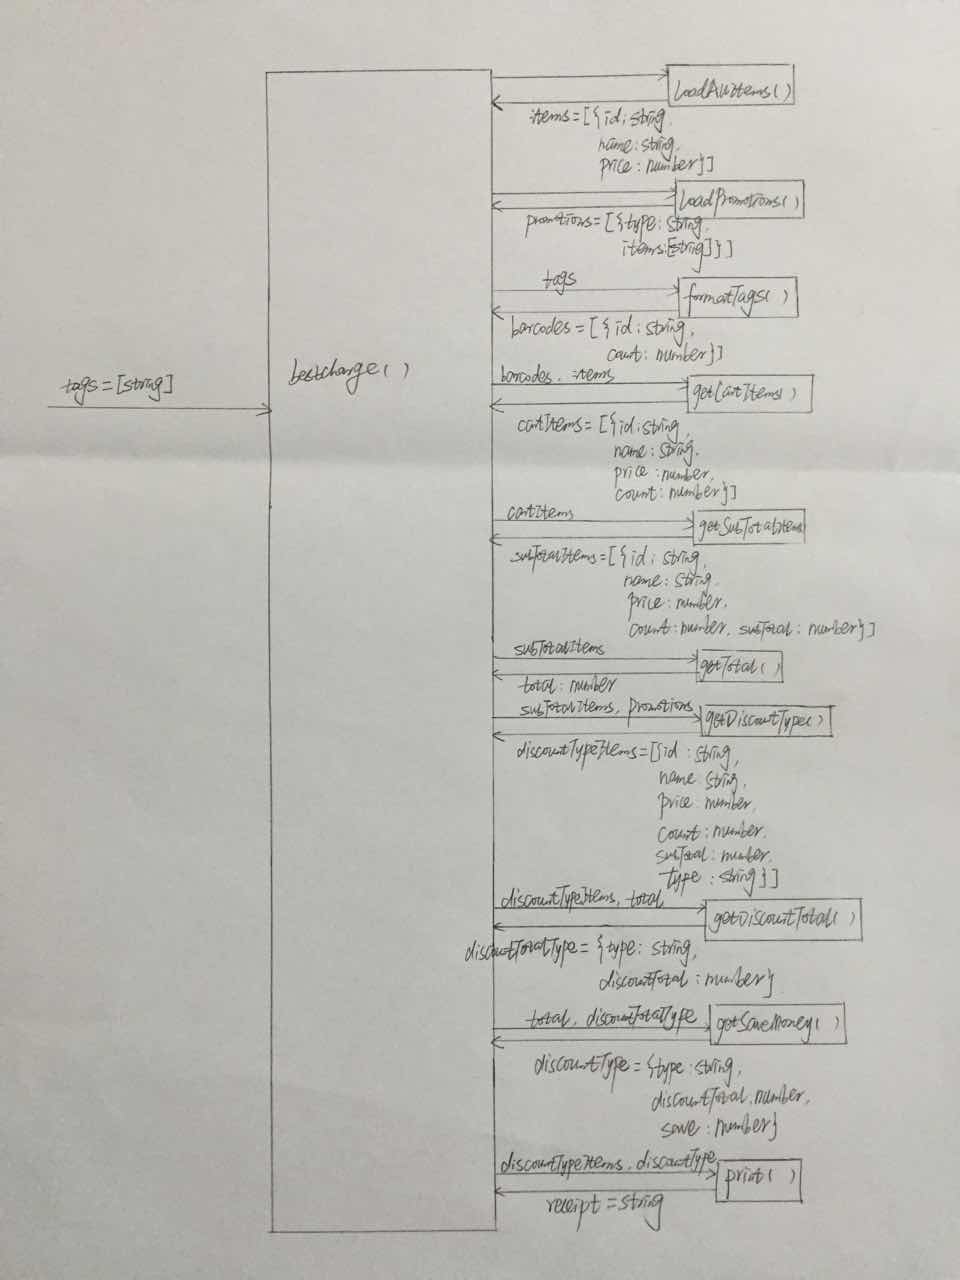 loadAllItems()
items=[{id:string,
name:string,
price:number}]
loadPromotions()
promotions=[{type:string,
items:[string]}]
tags
formatTags()
barcodes=[{id:string,
count:number}]
tags=[string]
bestcharge()
barcodes, items
getCartItems()
cartItems=[{id:string,
name:string,
price:number,
count:number}]
cartItems
getSubTotalItems
subTotalItems=[{id:string,
name:string,
price:number,
count:number, subTotal:number}]
subTotalItems
getTotal()
total:number
subTotalItems, promotions
getDiscountType()
discountTypeItems=[{id:string,
name string,
price number,
count:number,
subTotal:number,
type:string}]
discountTypeItems, total
getDiscountTotal()
discountTotalType={type:string,
discountTotal:number}
total, discountTotalType
getSaveMoney()
discountType={type:string,
discountTotal:number,
save:number}
discountTypeItems, discountType
print()
receipt=string